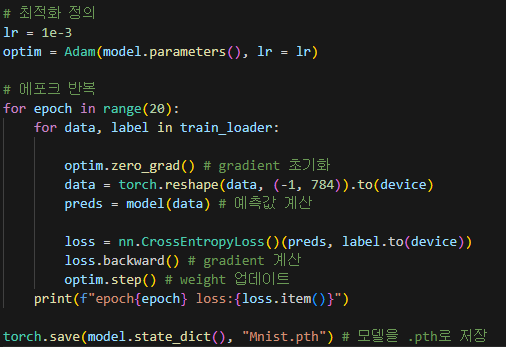 # 최적화 정의
lr = 1e-3
optim = Adam(model.parameters(), lr = lr)
# 에포크 반복
for epoch in range(20):
    for data, label in train_loader:
        optim.zero_grad() # gradient 초기화
        data = torch.reshape(data, (-1, 784)).to(device)
        preds = model(data) # 예측값 계산
        loss = nn.CrossEntropyLoss()(preds, label.to(device))
        loss.backward() # gradient 계산
        optim.step() # weight 업데이트
    print(f"epoch{epoch} loss:{loss.item()}")
torch.save(model.state_dict(), "Mnist.pth") # 모델을 .pth로 저장